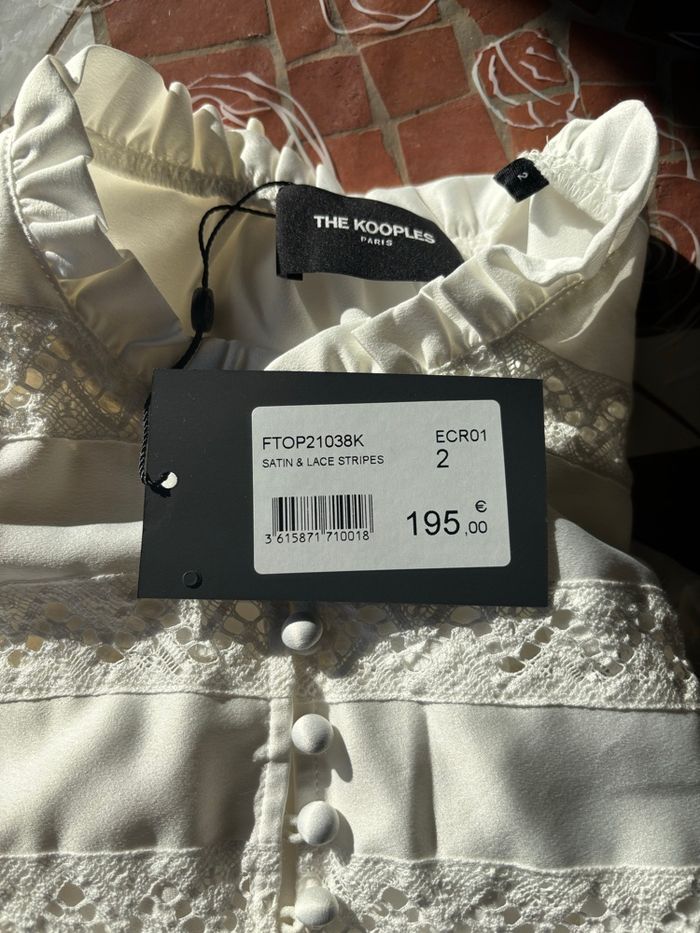 THE KOOPLES
PARIS
2
FTOP21038K
ECR01
SATIN & LACE STRIPES
2
3 615871 710018
195,00 €